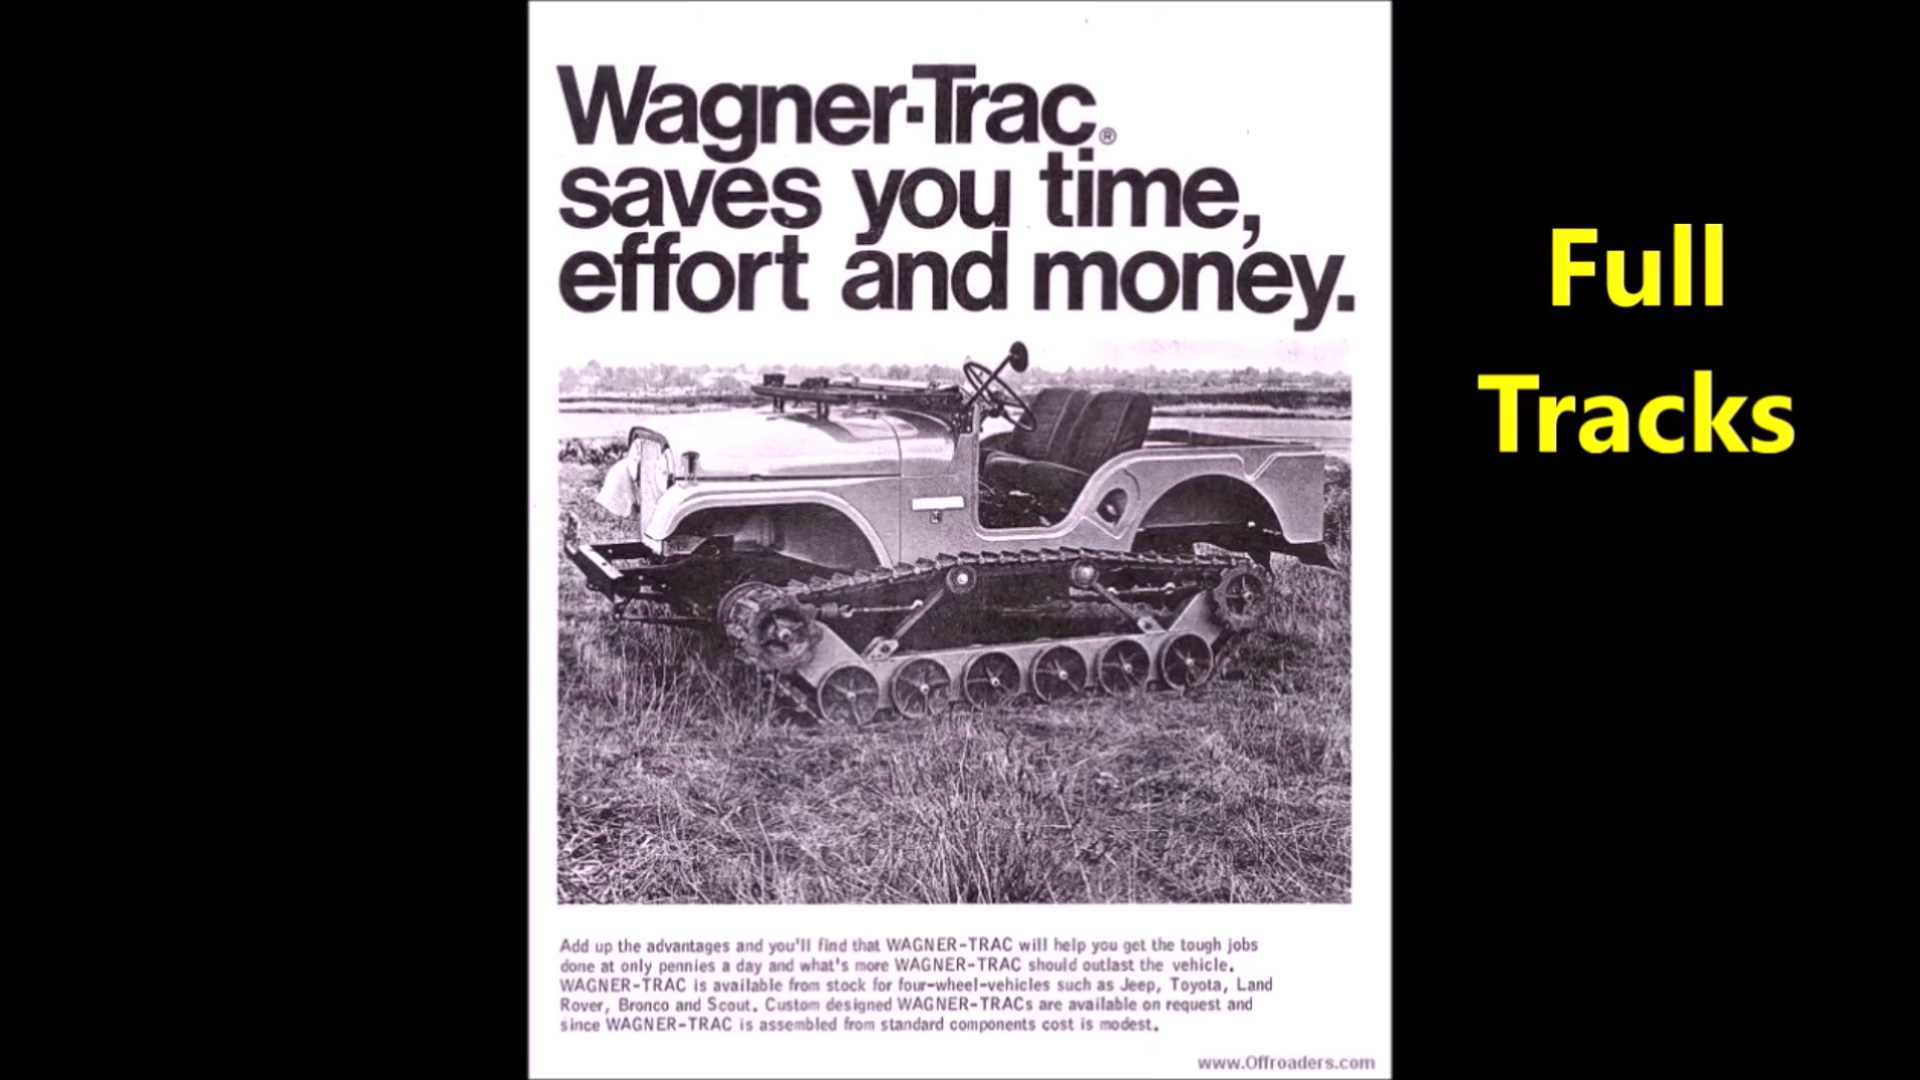 Wagner-Trac®
saves you time,
effort and money.
Full
Tracks
Add up the advantages and you'll find that WAGNER-TRAC will help you get the tough jobs
done at only pennies a day and what's more WAGNER-TRAC should outlast the vehicle.
WAGNER-TRAC is available from stock for four-wheel-vehicles such as Jeep, Toyota, Land
Rover, Bronco and Scout. Custom designed WAGNER-TRACs are available on request and
since WAGNER-TRAC is assembled from standard components cost is modest.
www.Offroaders.com